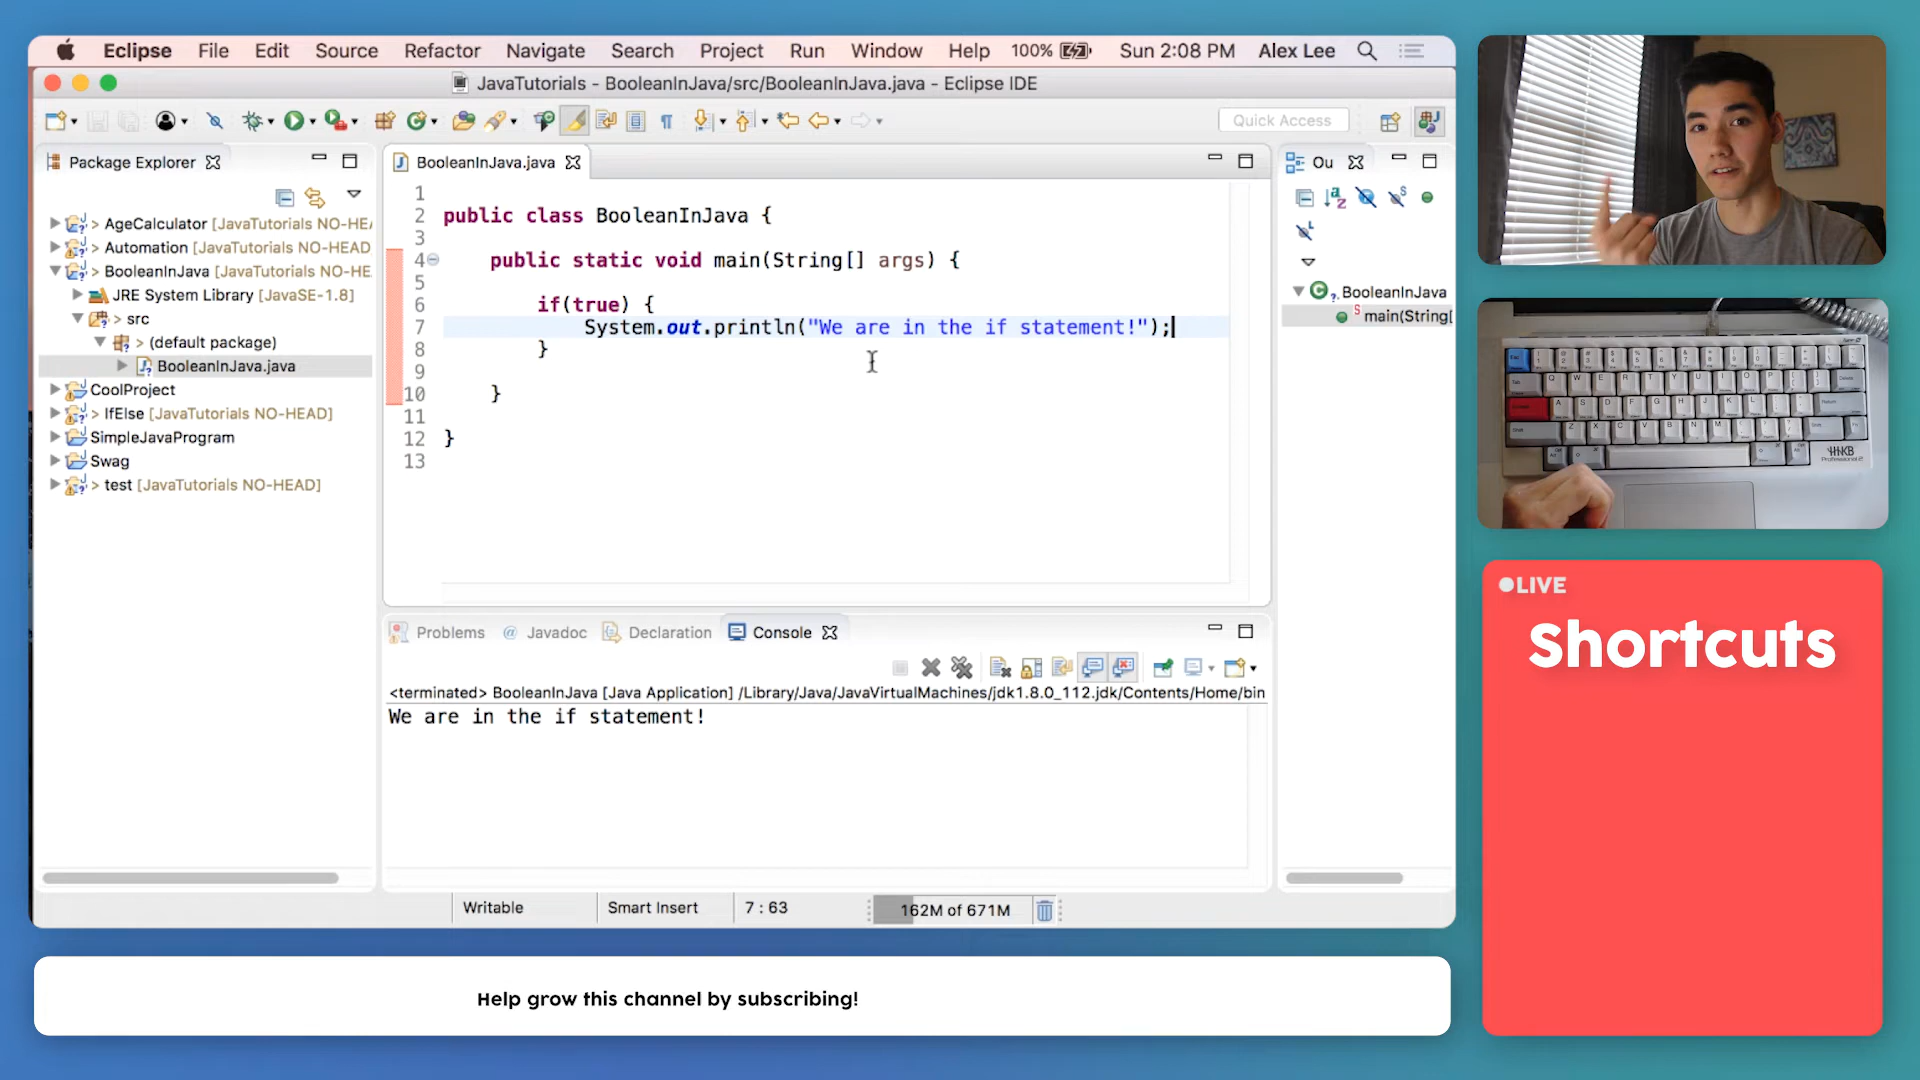 Eclipse File Edit Source Refactor Navigate Search Project Run Window Help 100% Sun 2:08 PM Alex Lee
JavaTutorials - BooleanInJava/src/BooleanInJava.java - Eclipse IDE
Quick Access
Package Explorer
> AgeCalculator [JavaTutorials NO-HEA
> Automation [JavaTutorials NO-HEAD
> BooleanInJava [JavaTutorials NO-HE
JRE System Library [JavaSE-1.8]
> src
> (default package)
> BooleanInJava.java
CoolProject
> IfElse [JavaTutorials NO-HEAD]
SimpleJavaProgram
Swag
> test [JavaTutorials NO-HEAD]
BooleanInJava.java
1
2 public class BooleanInJava {
3
4 public static void main(String[] args) {
5
6 if(true) {
7 System.out.println("We are in the if statement!");
8 }
9
10 }
11
12 }
13
Ou
BooleanInJava
main(String[
Problems @ Javadoc Declaration Console
<terminated> BooleanInJava [Java Application] /Library/Java/JavaVirtualMachines/jdk1.8.0_112.jdk/Contents/Home/bin
We are in the if statement!
Writable Smart Insert 7 : 63 162M of 671M
Help grow this channel by subscribing!
HHKB
Professional
LIVE
Shortcuts